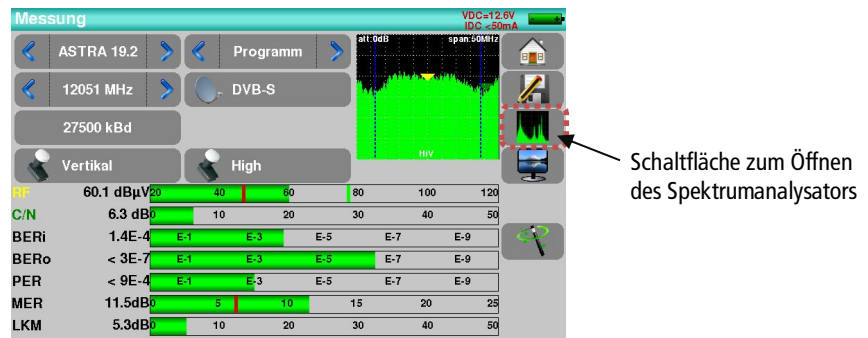 Messung
VDC=12.6V
IDC <50mA
ASTRA 19.2
Programm
12051 MHz
DVB-S
27500 kBd
Vertikal
High
att:0dB span:50MHz
HiV
Schaltfläche zum Öffnen
des Spektrumanalysators
RF 60.1 dBµV 20 40 60 80 100 120
C/N 6.3 dB 0 10 20 30 40 50
BERi 1.4E-4 E-1 E-3 E-5 E-7 E-9
BERo < 3E-7 E-1 E-3 E-5 E-7 E-9
PER < 9E-4 E-1 E-3 E-5 E-7 E-9
MER 11.5dB 0 5 10 15 20 25
LKM 5.3dB 0 10 20 30 40 50